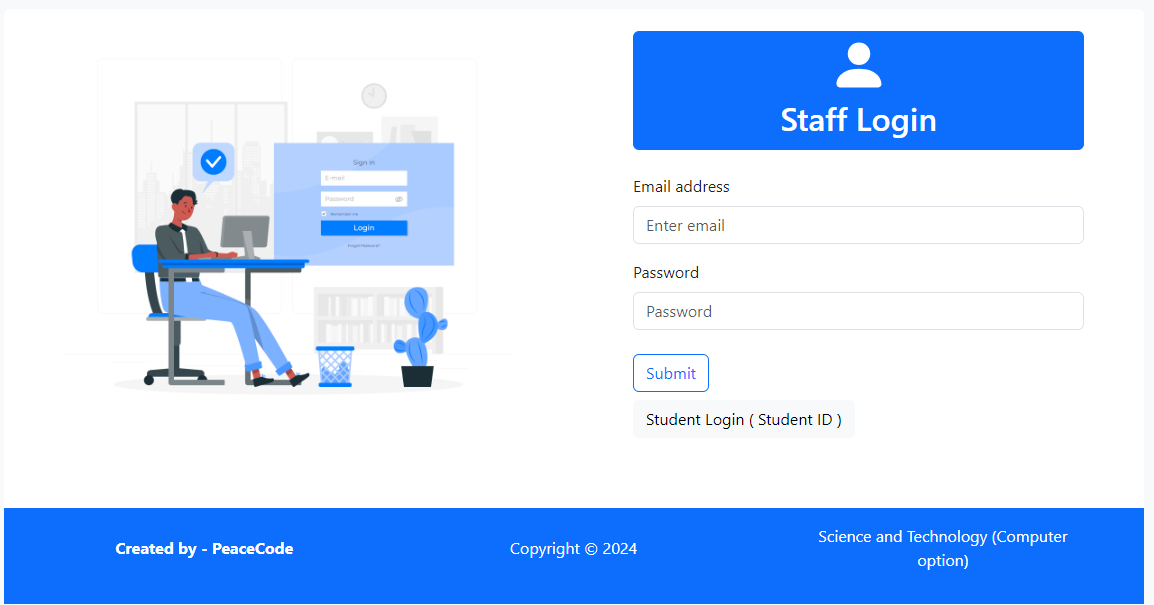 Staff Login
Sign in
E-mail
Password
Remember me
Login
Forgot Password?
Email address
Enter email
Password
Password
Submit
Student Login ( Student ID )
Created by - PeaceCode
Copyright © 2024
Science and Technology (Computer
option)